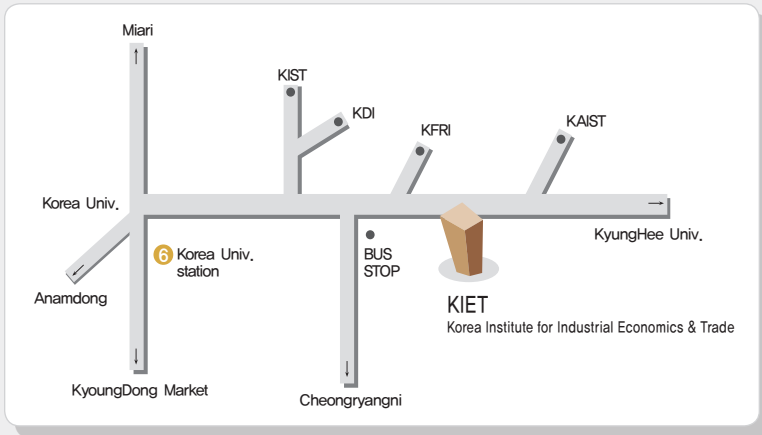 Miari
KIST
KDI
KFRI
KAIST
Korea Univ.
KyungHee Univ.
6 Korea Univ.
station
BUS
STOP
Anamdong
KIET
Korea Institute for Industrial Economics & Trade
KyoungDong Market
Cheongryangni